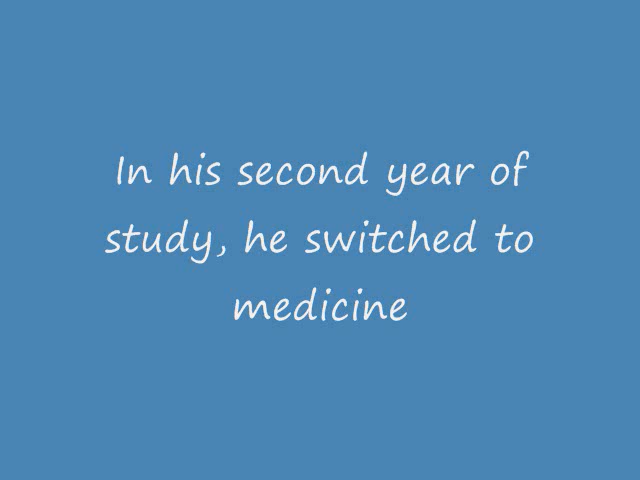 In his second year of
study, he switched to
medicine